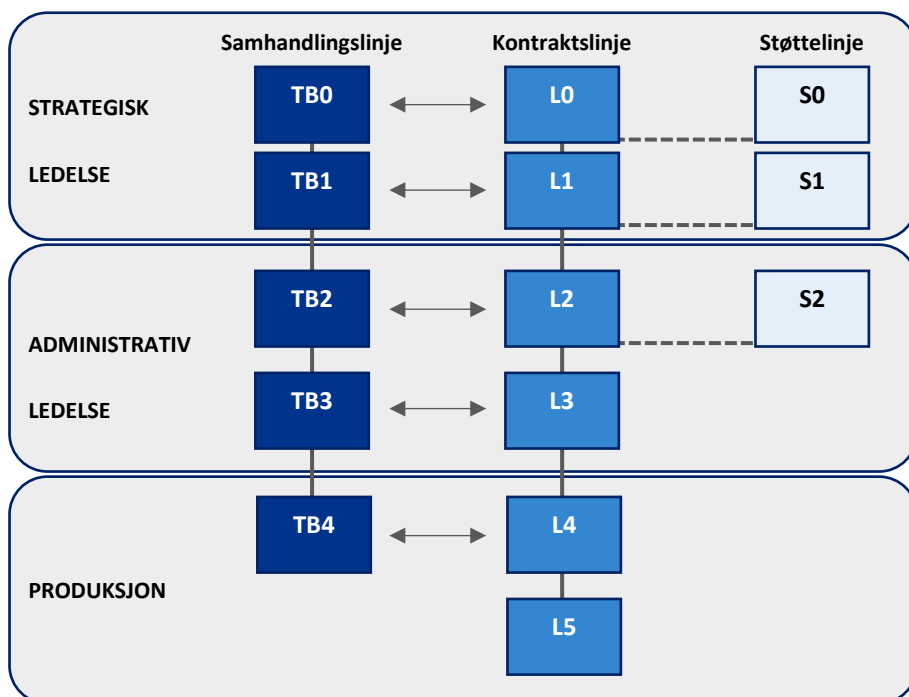 Samhandlingslinje Kontraktslinje Støttelinje
TB0 L0 S0
STRATEGISK
LEDELSE
TB1 L1 S1
TB2 L2 S2
ADMINISTRATIV
LEDELSE
TB3 L3
TB4 L4
PRODUKSJON
L5